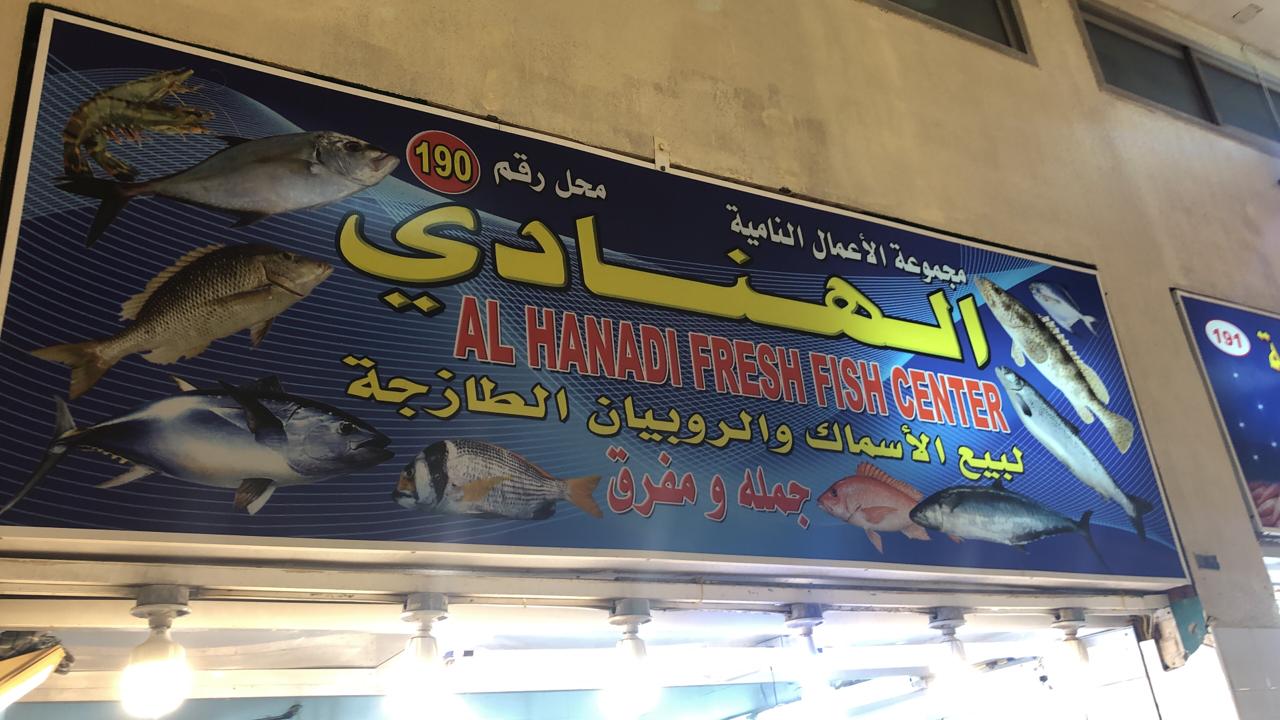 مجموعة الأعمال النامية
محل رقم 190
الهنادي
AL HANADI FRESH FISH CENTER
لبيع الأسماك والروبيان الطازجة
جمله و مفرق
191